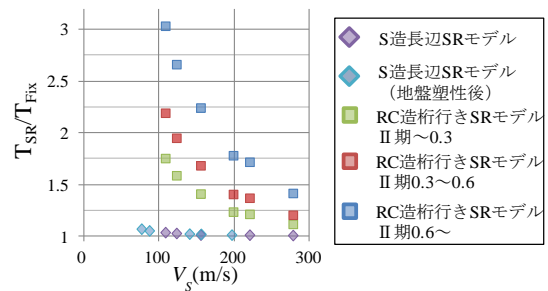 3
2.5
2
1.5
1
T_SR/T_Fix
0
100
200
300
V_S(m/s)
S造長辺SRモデル
S造長辺SRモデル
（地盤塑性後）
RC造桁行きSRモデル
Ⅱ期～0.3
RC造桁行きSRモデル
Ⅱ期0.3～0.6
RC造桁行きSRモデル
Ⅱ期0.6～